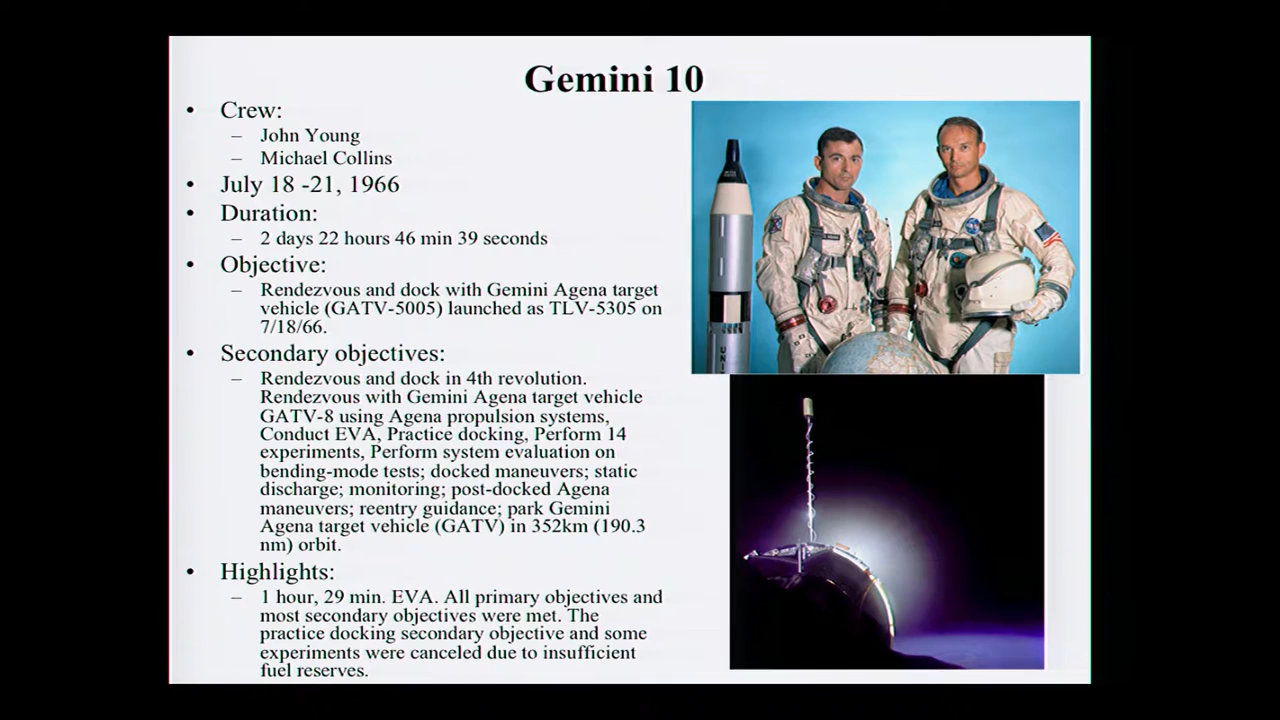 Gemini 10
• Crew:
– John Young
– Michael Collins
• July 18 -21, 1966
• Duration:
– 2 days 22 hours 46 min 39 seconds
• Objective:
– Rendezvous and dock with Gemini Agena target
vehicle (GATV-5005) launched as TLV-5305 on
7/18/66.
• Secondary objectives:
– Rendezvous and dock in 4th revolution.
Rendezvous with Gemini Agena target vehicle
GATV-8 using Agena propulsion systems,
Conduct EVA, Practice docking, Perform 14
experiments, Perform system evaluation on
bending-mode tests; docked maneuvers; static
discharge; monitoring; post-docked Agena
maneuvers; reentry guidance; park Gemini
Agena target vehicle (GATV) in 352km (190.3
nm) orbit.
• Highlights:
– 1 hour, 29 min. EVA. All primary objectives and
most secondary objectives were met. The
practice docking secondary objective and some
experiments were canceled due to insufficient
fuel reserves.
UNI